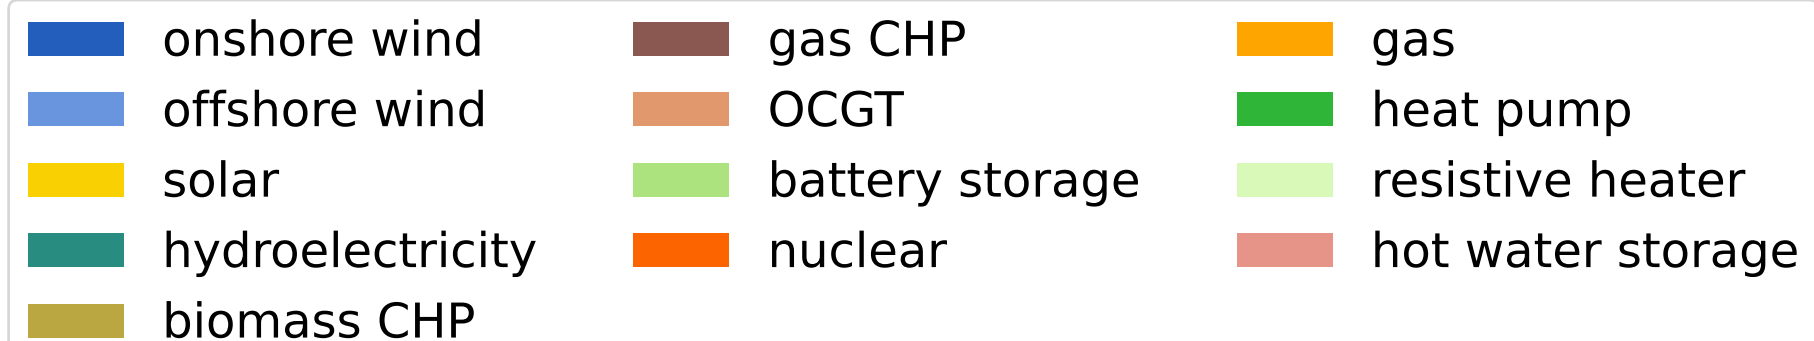 onshore wind
offshore wind
solar
hydroelectricity
biomass CHP
gas CHP
OCGT
battery storage
nuclear
gas
heat pump
resistive heater
hot water storage